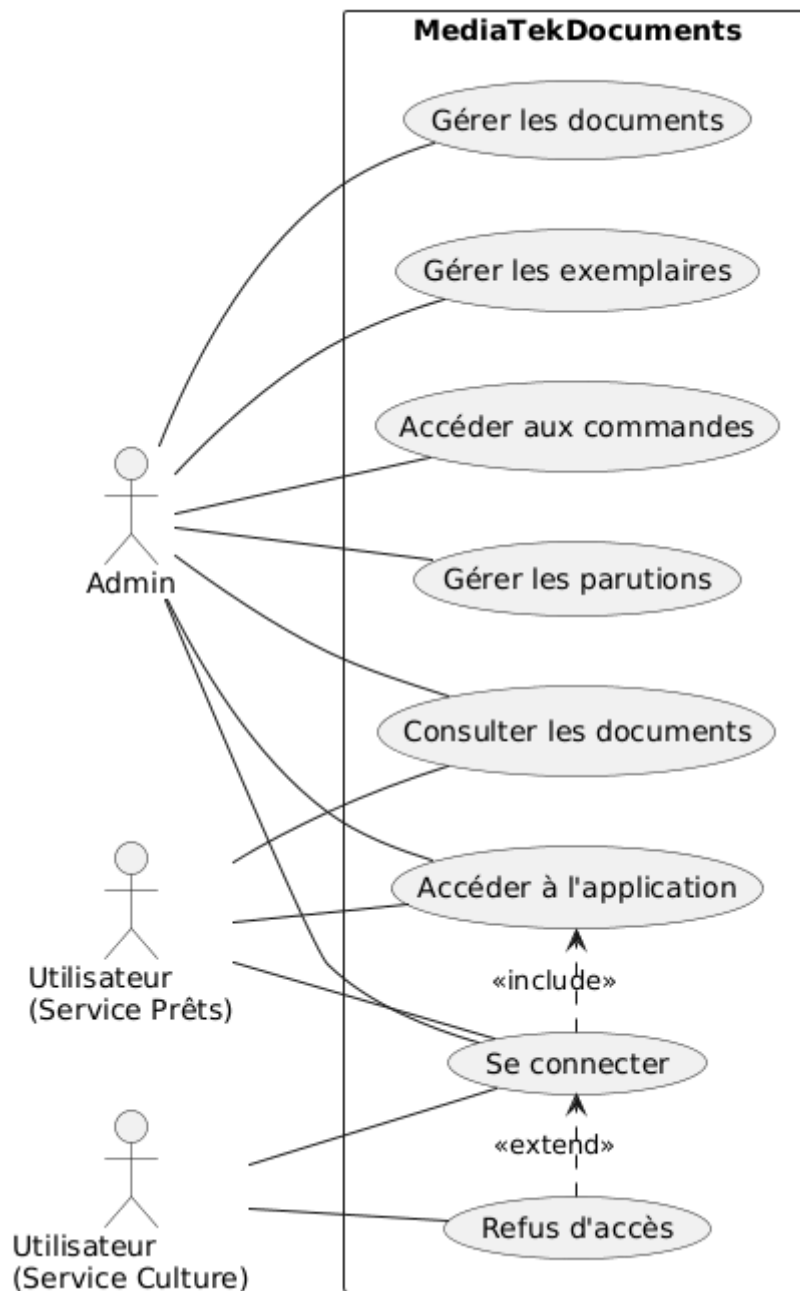 MediaTekDocuments
Gérer les documents
Gérer les exemplaires
Accéder aux commandes
Admin
Gérer les parutions
Consulter les documents
Accéder à l'application
Utilisateur
(Service Prêts)
«include»
Se connecter
«extend»
Refus d'accès
Utilisateur
(Service Culture)